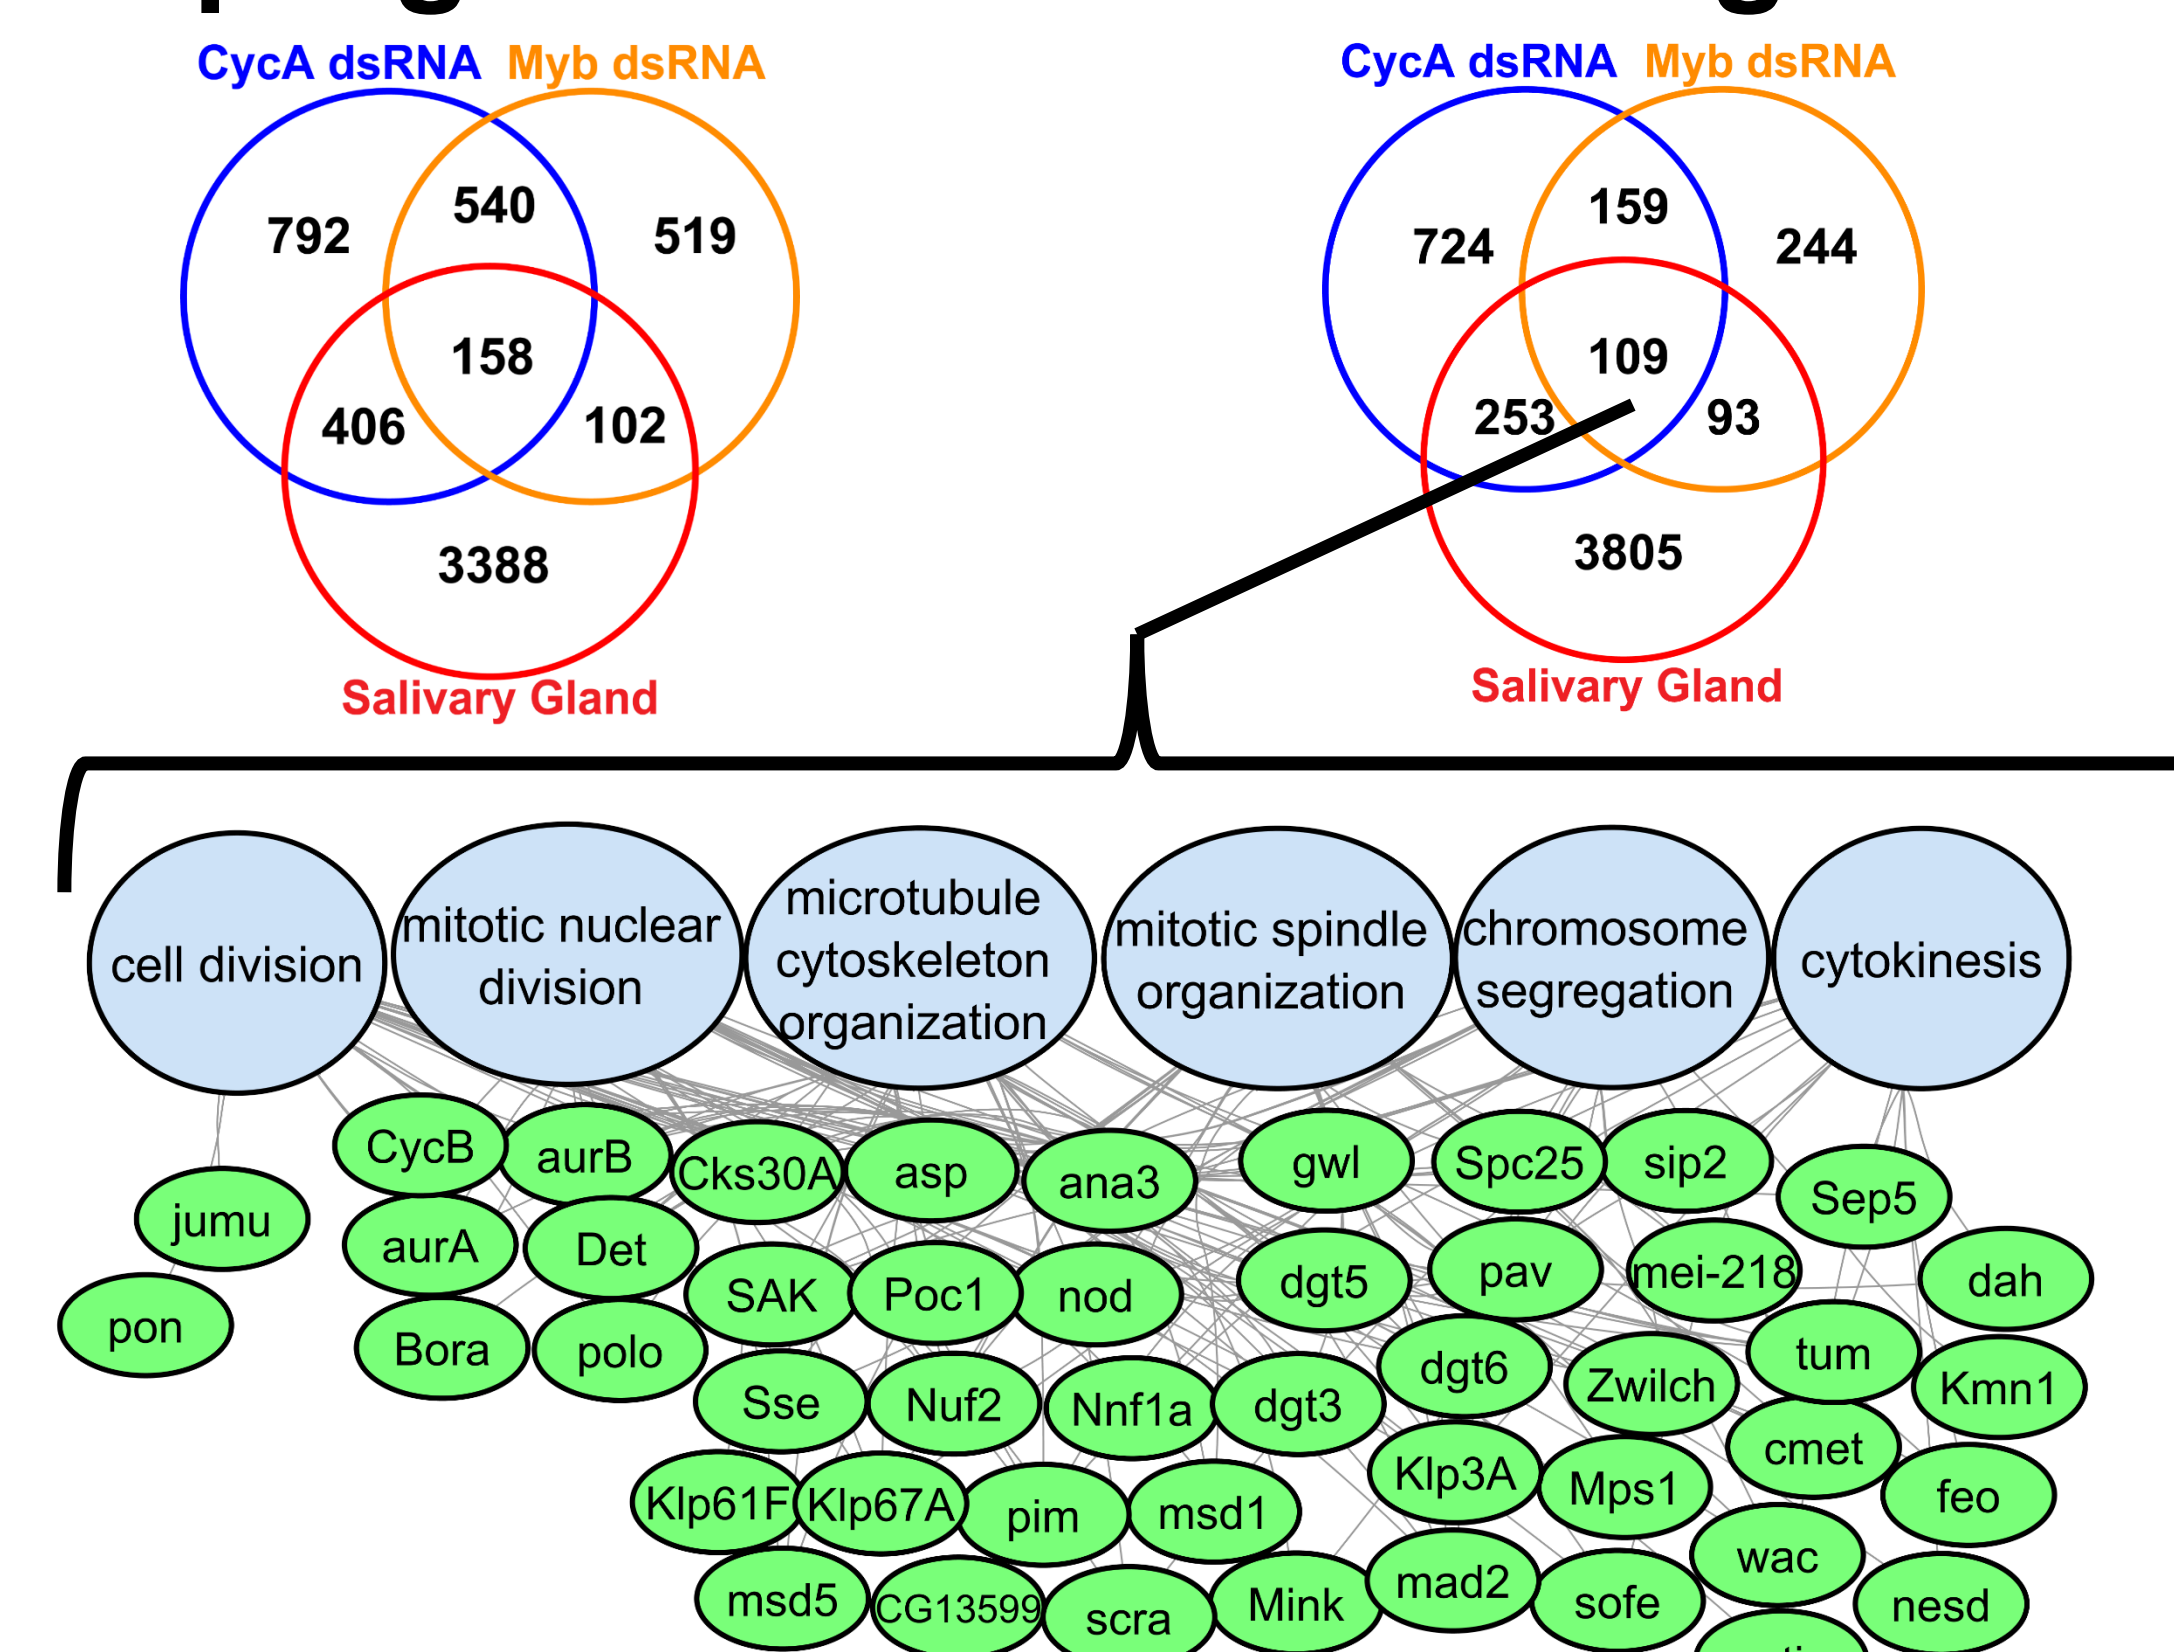 CycA dsRNA Myb dsRNA
792
540
519
158
406
102
3388
Salivary Gland
CycA dsRNA Myb dsRNA
724
159
244
109
253
93
3805
Salivary Gland
cell division
mitotic nuclear
division
microtubule
cytoskeleton
organization
mitotic spindle
organization
chromosome
segregation
cytokinesis
CycB
aurB
Cks30A
asp
ana3
gwl
Spc25
sip2
Sep5
jumu
aurA
Det
SAK
Poc1
nod
dgt5
pav
mei-218
dah
pon
Bora
polo
Sse
Nuf2
Nnf1a
dgt3
dgt6
Zwilch
tum
Kmn1
Klp61F
Klp67A
pim
msd1
Klp3A
Mps1
cmet
feo
msd5
CG13599
scra
Mink
mad2
sofe
wac
nesd